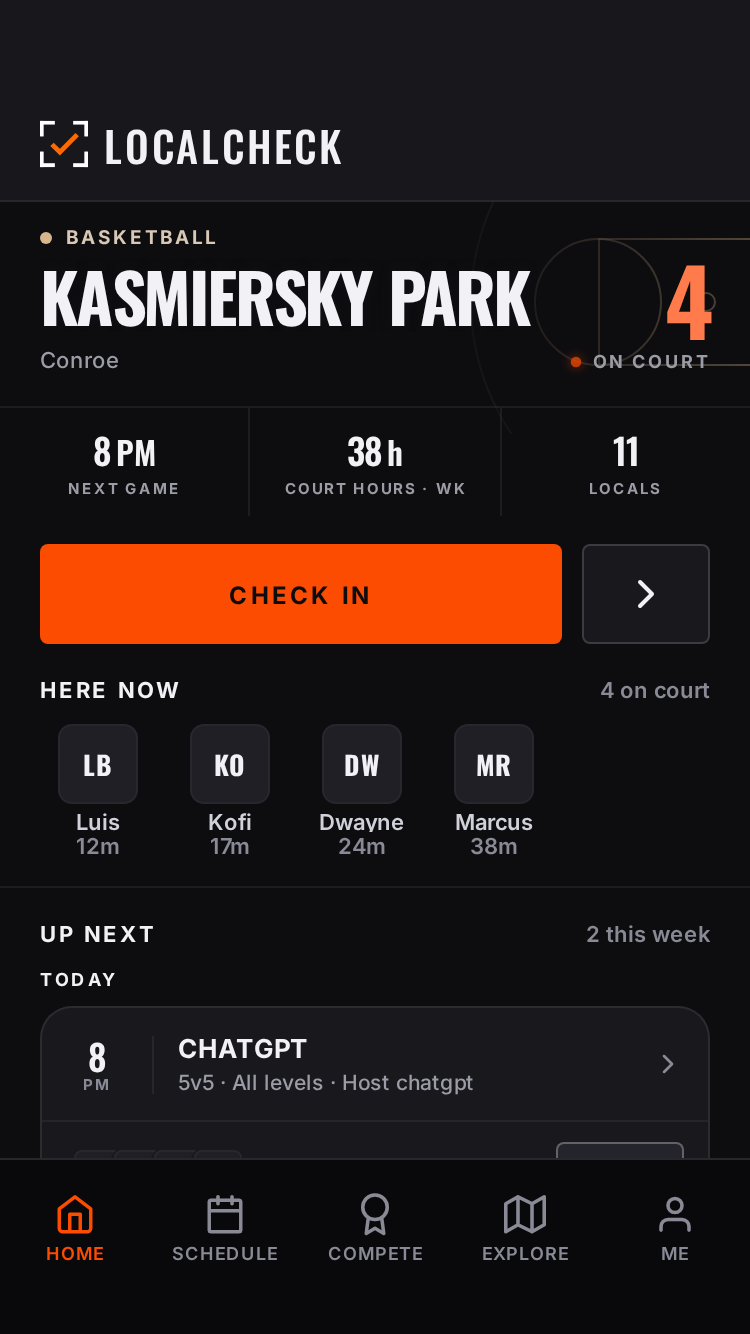 LOCALCHECK
BASKETBALL
KASMIERSKY PARK
4
Conroe
ON COURT
8 PM
NEXT GAME
38 h
COURT HOURS · WK
11
LOCALS
CHECK IN
HERE NOW
4 on court
LB
KO
DW
MR
Luis
Kofi
Dwayne
Marcus
12m
17m
24m
38m
UP NEXT
2 this week
TODAY
8
PM
CHATGPT
5v5 · All levels · Host chatgpt
HOME
SCHEDULE
COMPETE
EXPLORE
ME